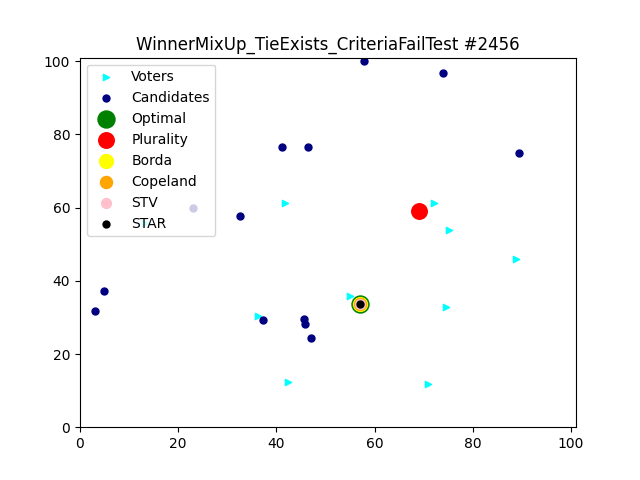 WinnerMixUp_TieExists_CriteriaFailTest #2456
100
80
60
40
20
0
Voters
Candidates
Optimal
Plurality
Borda
Copeland
STV
STAR
0 20 40 60 80 100